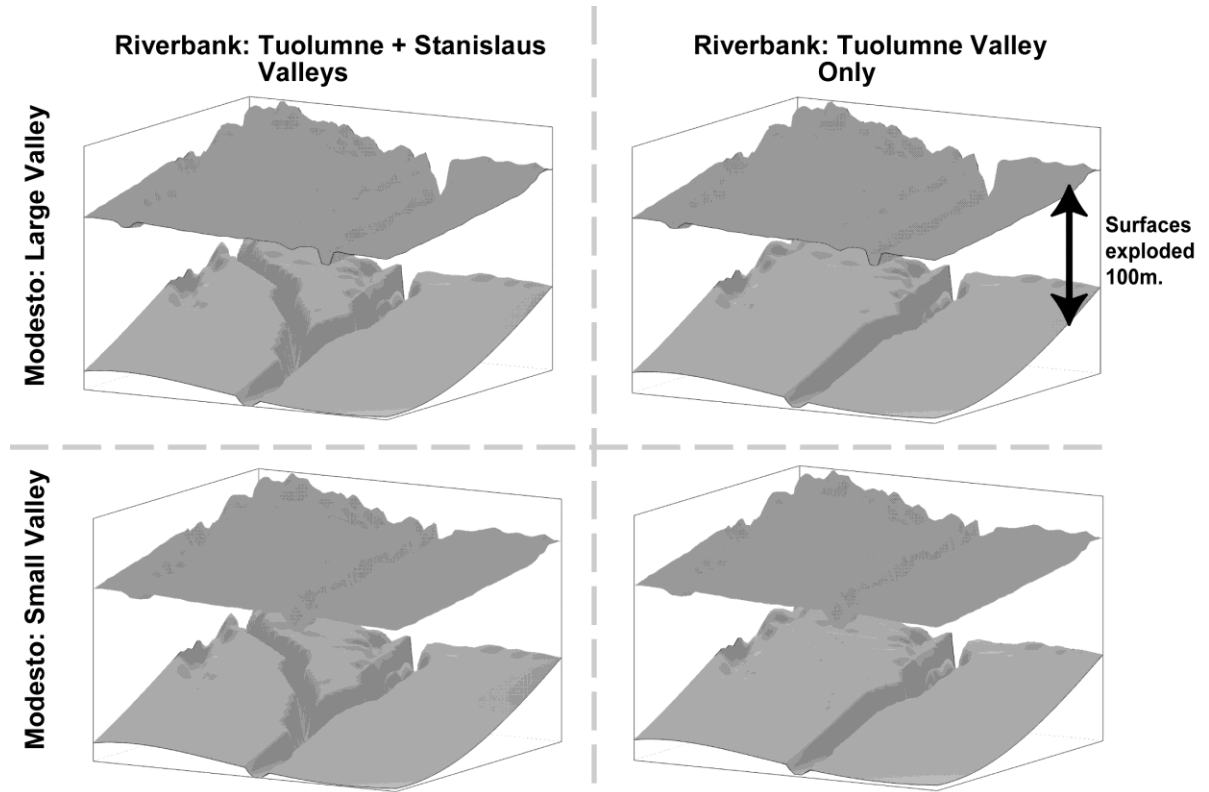 Riverbank: Tuolumne + Stanislaus
Valleys
Riverbank: Tuolumne Valley
Only
Modesto: Large Valley
Surfaces
exploded
100m.
Modesto: Small Valley